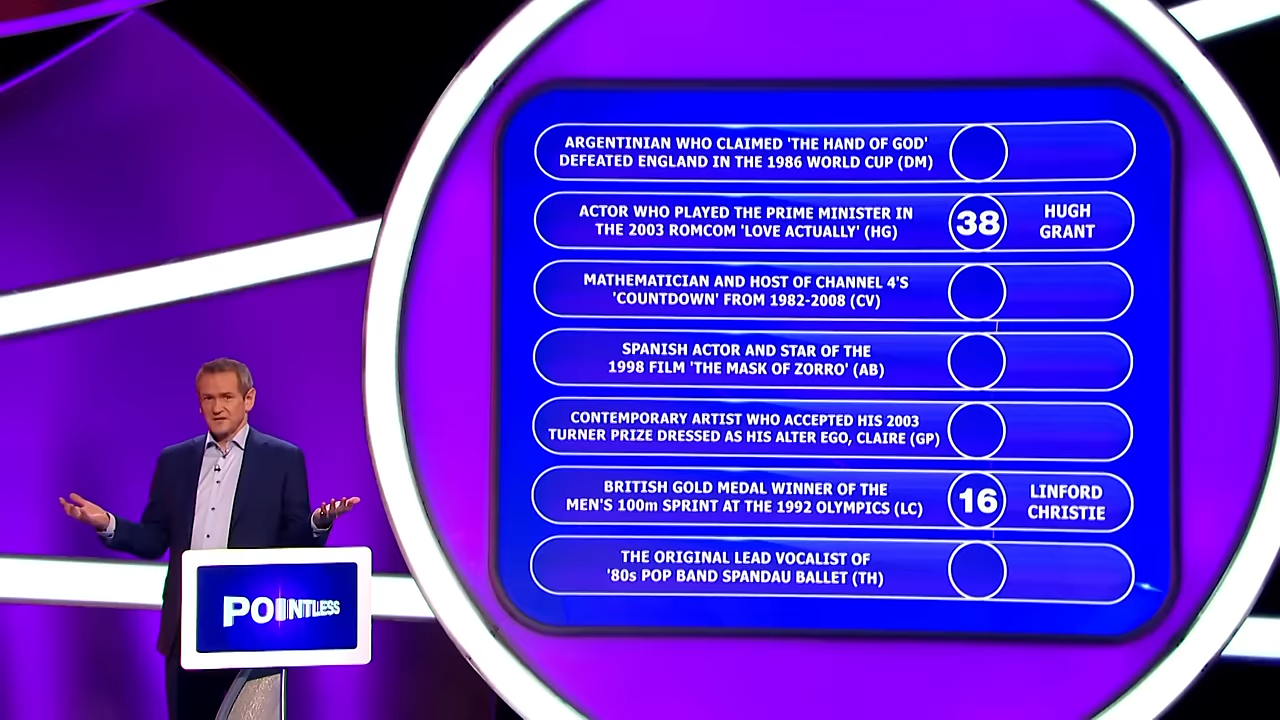 ARGENTINIAN WHO CLAIMED 'THE HAND OF GOD'
DEFEATED ENGLAND IN THE 1986 WORLD CUP (DM)
ACTOR WHO PLAYED THE PRIME MINISTER IN
THE 2003 ROMCOM 'LOVE ACTUALLY' (HG)
38
HUGH
GRANT
MATHEMATICIAN AND HOST OF CHANNEL 4'S
'COUNTDOWN' FROM 1982-2008 (CV)
SPANISH ACTOR AND STAR OF THE
1998 FILM 'THE MASK OF ZORRO' (AB)
CONTEMPORARY ARTIST WHO ACCEPTED HIS 2003
TURNER PRIZE DRESSED AS HIS ALTER EGO, CLAIRE (GP)
BRITISH GOLD MEDAL WINNER OF THE
MEN'S 100m SPRINT AT THE 1992 OLYMPICS (LC)
16
LINFORD
CHRISTIE
THE ORIGINAL LEAD VOCALIST OF
'80s POP BAND SPANDAU BALLET (TH)
POINTLESS